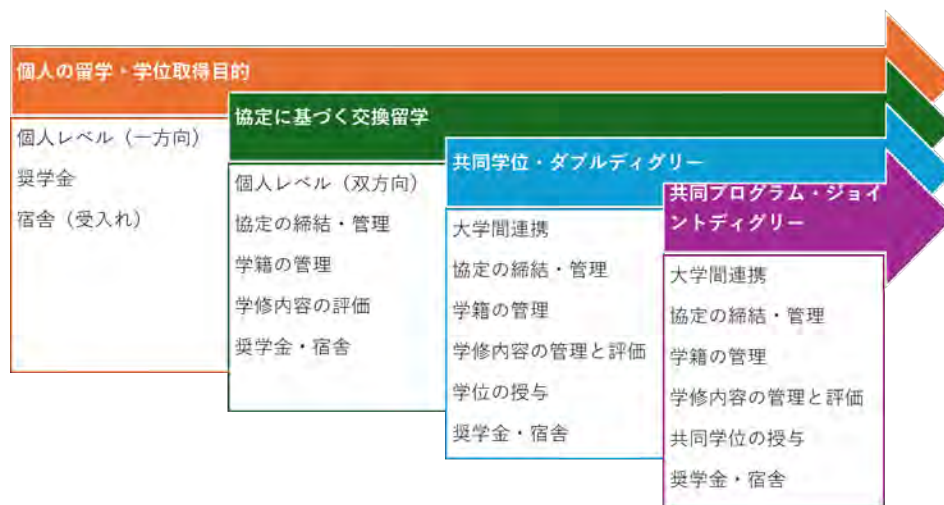 個人の留学・学位取得目的
個人レベル（一方向）
奨学金
宿舎（受入れ）
協定に基づく交換留学
個人レベル（双方向）
協定の締結・管理
学籍の管理
学修内容の評価
奨学金・宿舎
共同学位・ダブルディグリー
大学間連携
協定の締結・管理
学籍の管理
学修内容の管理と評価
学位の授与
奨学金・宿舎
共同プログラム・ジョイ
ントディグリー
大学間連携
協定の締結・管理
学籍の管理
学修内容の管理と評価
共同学位の授与
奨学金・宿舎